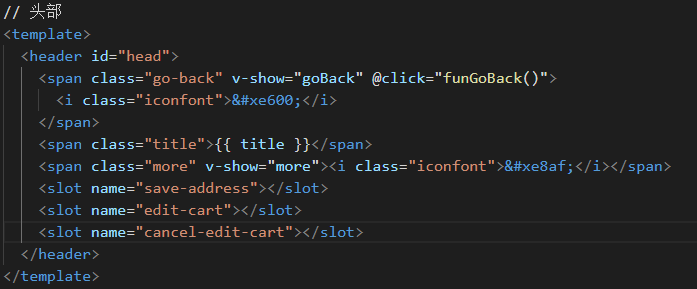 // 头部
<template>
<header id="head">
<span class="go-back" v-show="goBack" @click="funGoBack()">
<i class="iconfont">&#xe600;</i>
</span>
<span class="title">{{ title }}</span>
<span class="more" v-show="more"><i class="iconfont">&#xe8af;</i></span>
<slot name="save-address"></slot>
<slot name="edit-cart"></slot>
<slot name="cancel-edit-cart"></slot>
</header>
</template>